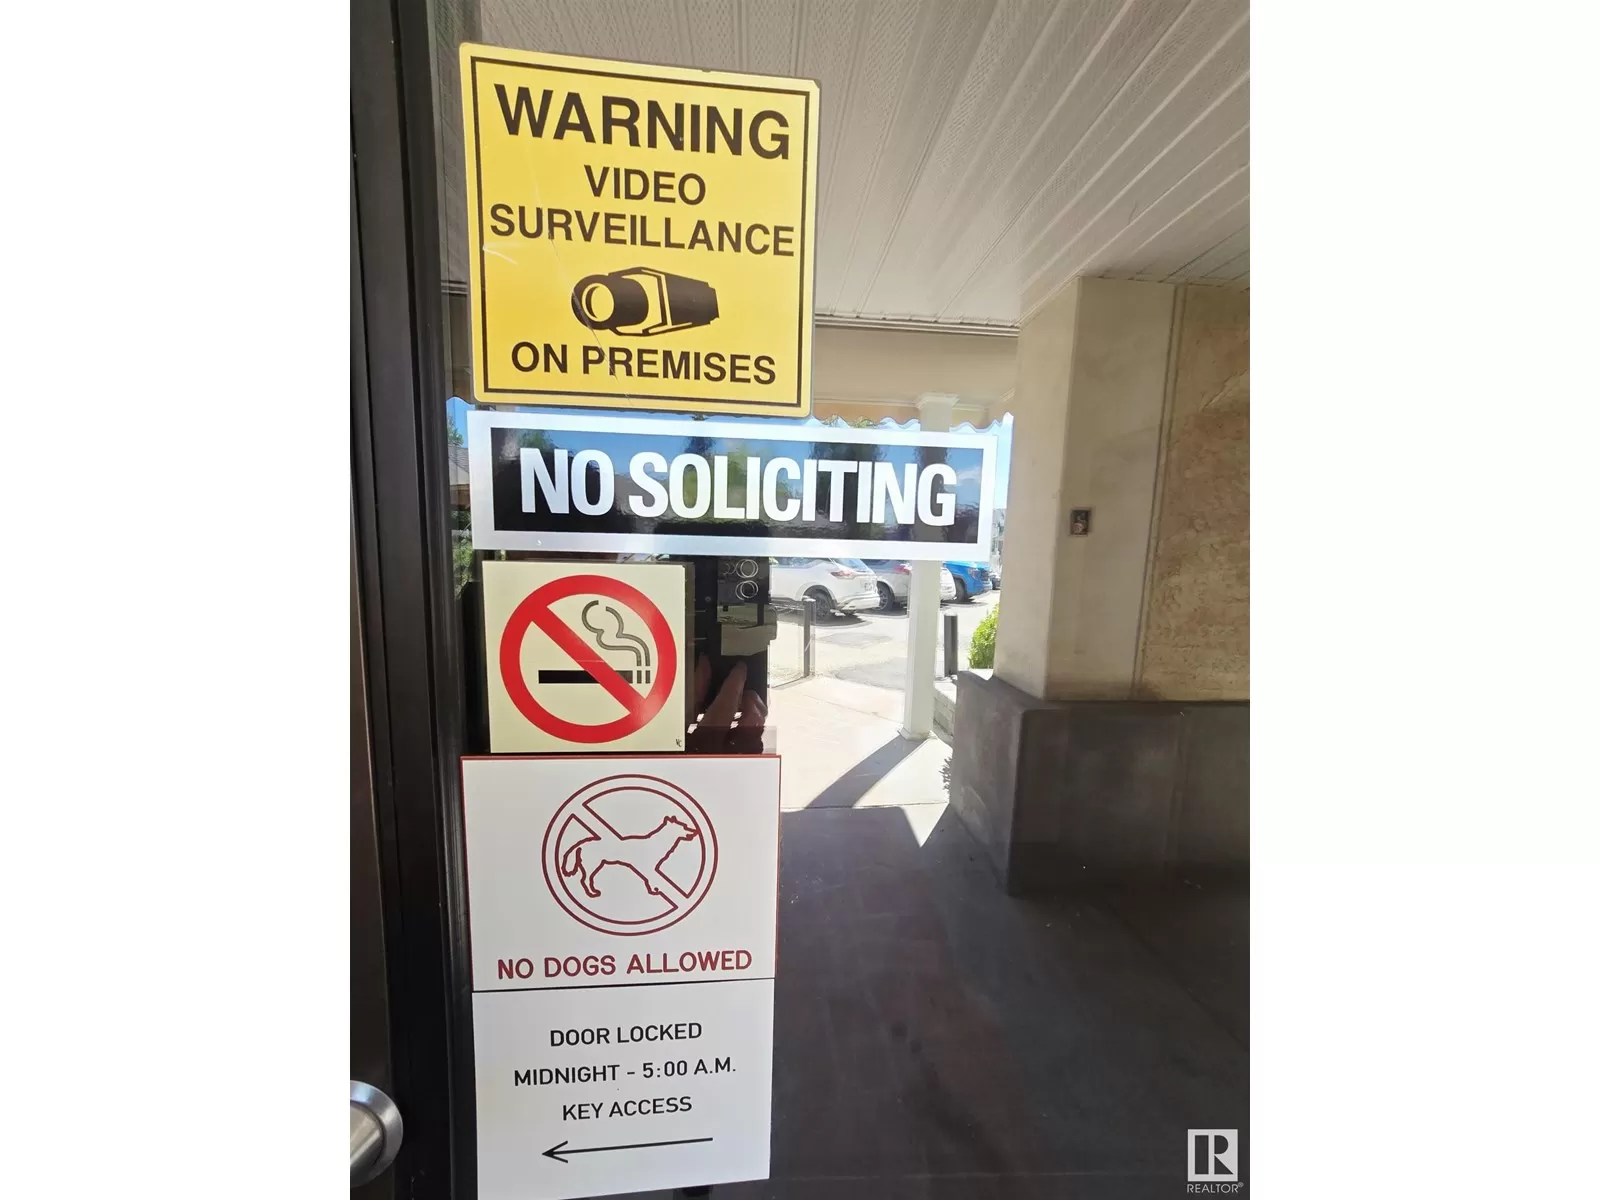 WARNING
VIDEO
SURVEILLANCE
ON PREMISES
NO SOLICITING
NO DOGS ALLOWED
DOOR LOCKED
MIDNIGHT - 5:00 A.M.
KEY ACCESS
REALTOR®